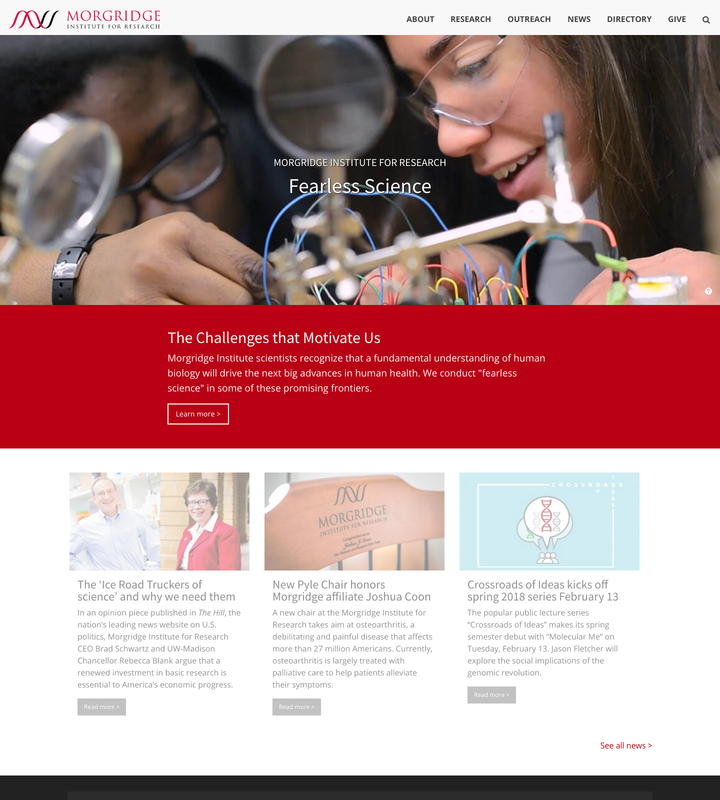 MORGRIDGE
INSTITUTE FOR RESEARCH
ABOUT RESEARCH OUTREACH NEWS DIRECTORY GIVE
MORGRIDGE INSTITUTE FOR RESEARCH
Fearless Science
The Challenges that Motivate Us
Morgridge Institute scientists recognize that a fundamental understanding of human
biology will drive the next big advances in human health. We conduct "fearless
science" in some of these promising frontiers.
Learn more >
MORGRIDGE
INSTITUTE FOR RESEARCH
CROSSROADS
The ‘Ice Road Truckers of
science’ and why we need them
In an opinion piece published in The Hill, the
nation’s leading news website on U.S.
politics, Morgridge Institute for Research
CEO Brad Schwartz and UW-Madison
Chancellor Rebecca Blank argue that a
renewed investment in basic research is
essential to America’s economic progress.
Read more >
New Pyle Chair honors
Morgridge affiliate Joshua Coon
A new chair at the Morgridge Institute for
Research takes aim at osteoarthritis, a
debilitating and painful disease that affects
more than 27 million Americans. Currently,
osteoarthritis is largely treated with
palliative care to help patients alleviate
their symptoms.
Read more >
Crossroads of Ideas kicks off
spring 2018 series February 13
The popular public lecture series
“Crossroads of Ideas” makes its spring
semester debut with “Molecular Me” on
Tuesday, February 13. Jason Fletcher will
explore the social implications of the
genomic revolution.
Read more >
See all news >